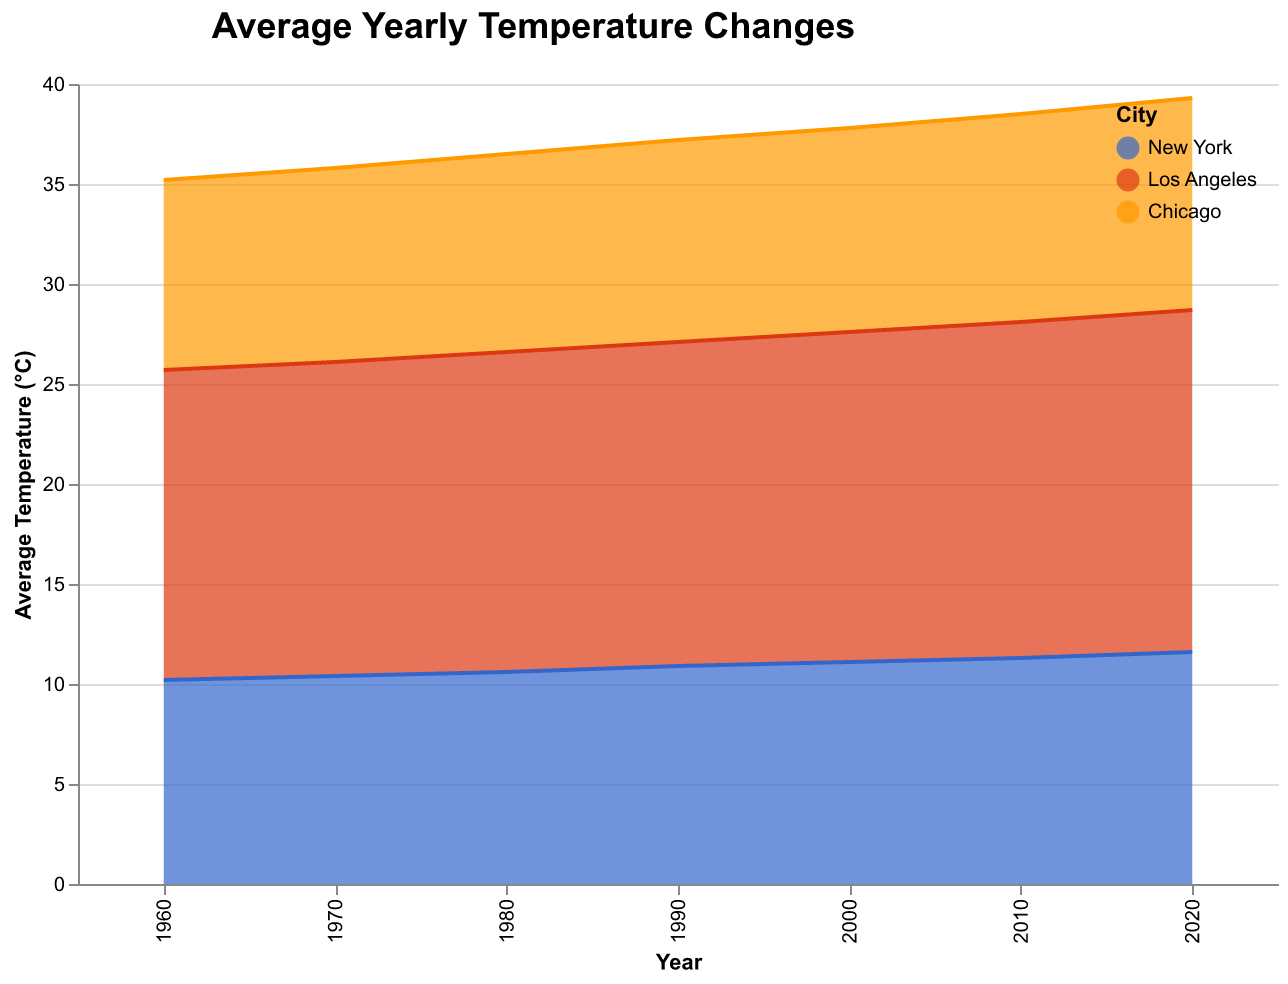 Average Yearly Temperature Changes
40
35
30
25
20
15
10
5
0
Average Temperature (°C)
City
New York
Los Angeles
Chicago
1960
1970
1980
1990
2000
2010
2020
Year